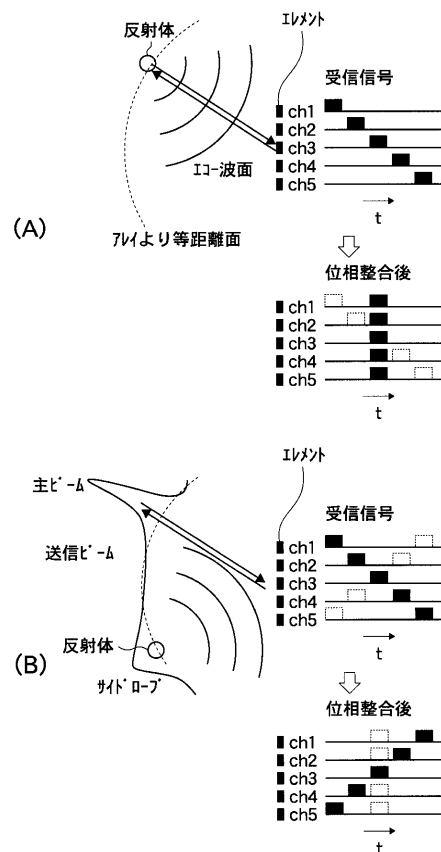 反射体
エレメント
受信信号
ch1
ch2
ch3
ch4
ch5
エコー波面
t
(A)
アレイより等距離面
位相整合後
ch1
ch2
ch3
ch4
ch5
t
エレメント
主ビーム
受信信号
送信ビーム
ch1
ch2
ch3
ch4
ch5
反射体
t
(B)
サイドローブ
位相整合後
ch1
ch2
ch3
ch4
ch5
t